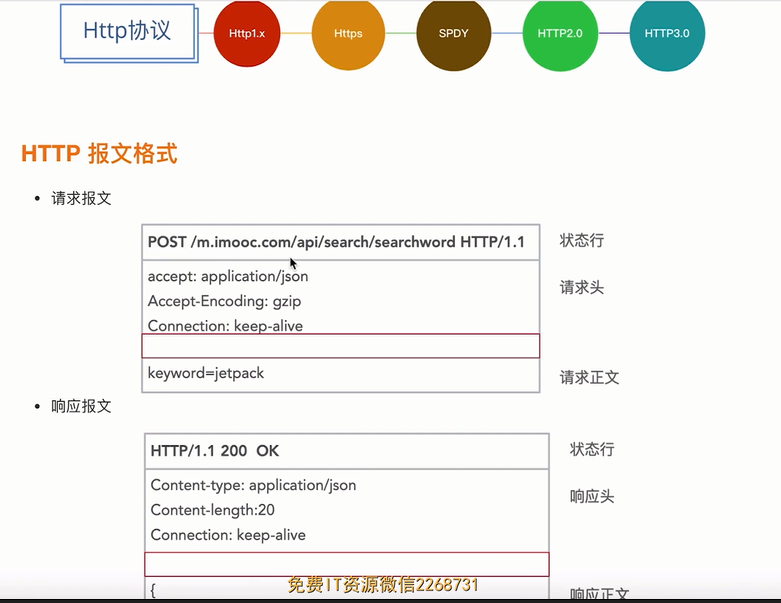 Http协议
Http1.x
Https
SPDY
HTTP2.0
HTTP3.0
HTTP 报文格式
请求报文
POST /m.imooc.com/api/search/searchword HTTP/1.1
状态行
accept: application/json
请求头
Accept-Encoding: gzip
Connection: keep-alive
keyword=jetpack
请求正文
响应报文
HTTP/1.1 200 OK
状态行
Content-type: application/json
响应头
Content-length:20
Connection: keep-alive
{
响应正文
免费IT资源微信2268731